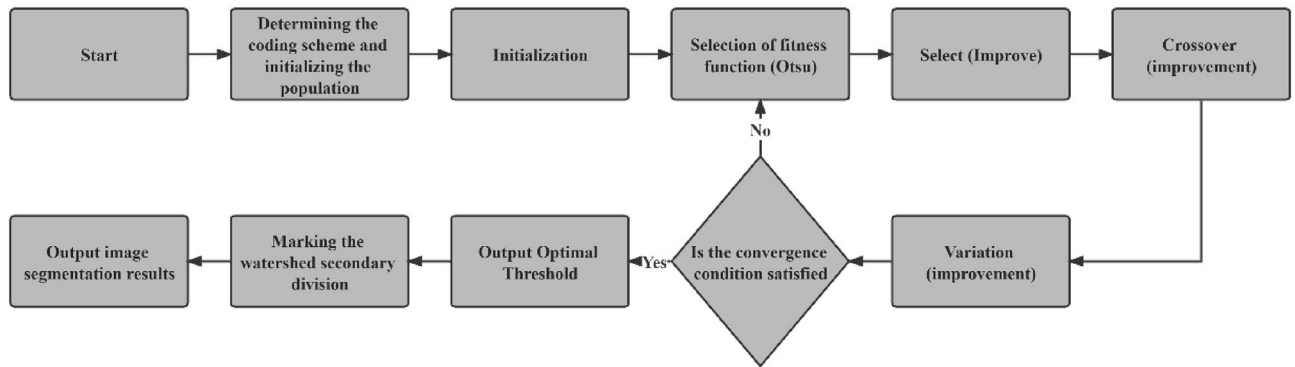 Start
Determining the
coding scheme and
initializing the
population
Initialization
Selection of fitness
function (Otsu)
Select (Improve)
Crossover
(improvement)
No
Output image
segmentation results
Marking the
watershed secondary
division
Output Optimal
Threshold
Yes
Is the convergence
condition satisfied
Variation
(improvement)